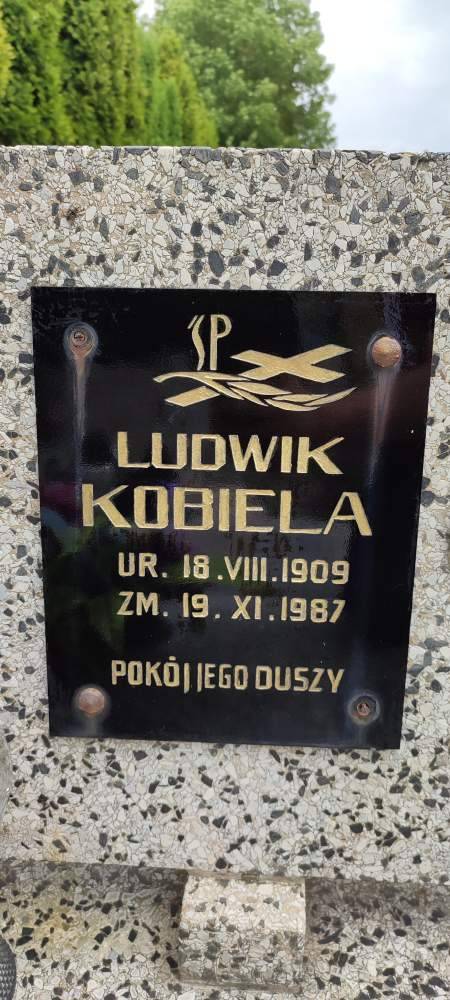 ŚP
LUDWIK
KOBIELA
UR. 18.VIII.1909
ZM. 19. XI.1987
POKÓJ JEGO DUSZY